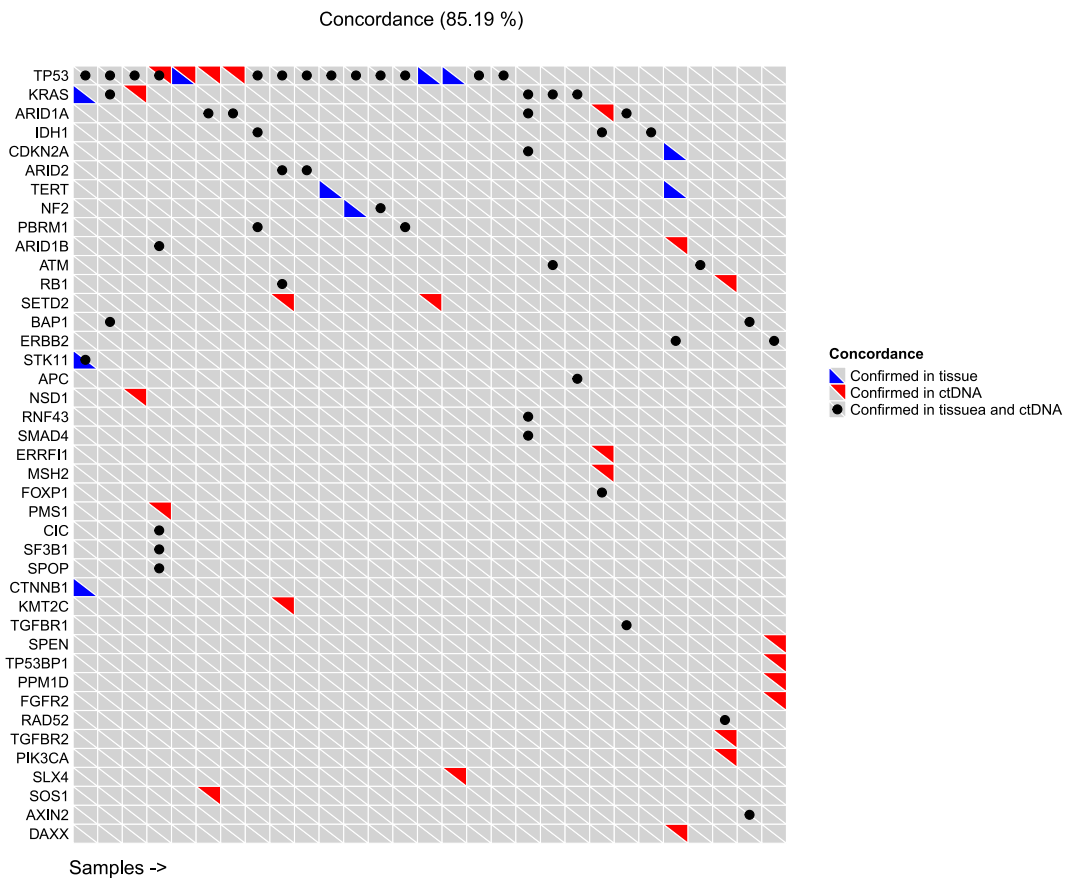 Concordance (85.19 %)
TP53
KRAS
ARID1A
IDH1
CDKN2A
ARID2
TERT
NF2
PBRM1
ARID1B
ATM
RB1
SETD2
BAP1
ERBB2
STK11
APC
NSD1
RNF43
SMAD4
ERRFI1
MSH2
FOXP1
PMS1
CIC
SF3B1
SPOP
CTNNB1
KMT2C
TGFBR1
SPEN
TP53BP1
PPM1D
FGFR2
RAD52
TGFBR2
PIK3CA
SLX4
SOS1
AXIN2
DAXX
Samples ->
Concordance
Confirmed in tissue
Confirmed in ctDNA
Confirmed in tissuea and ctDNA